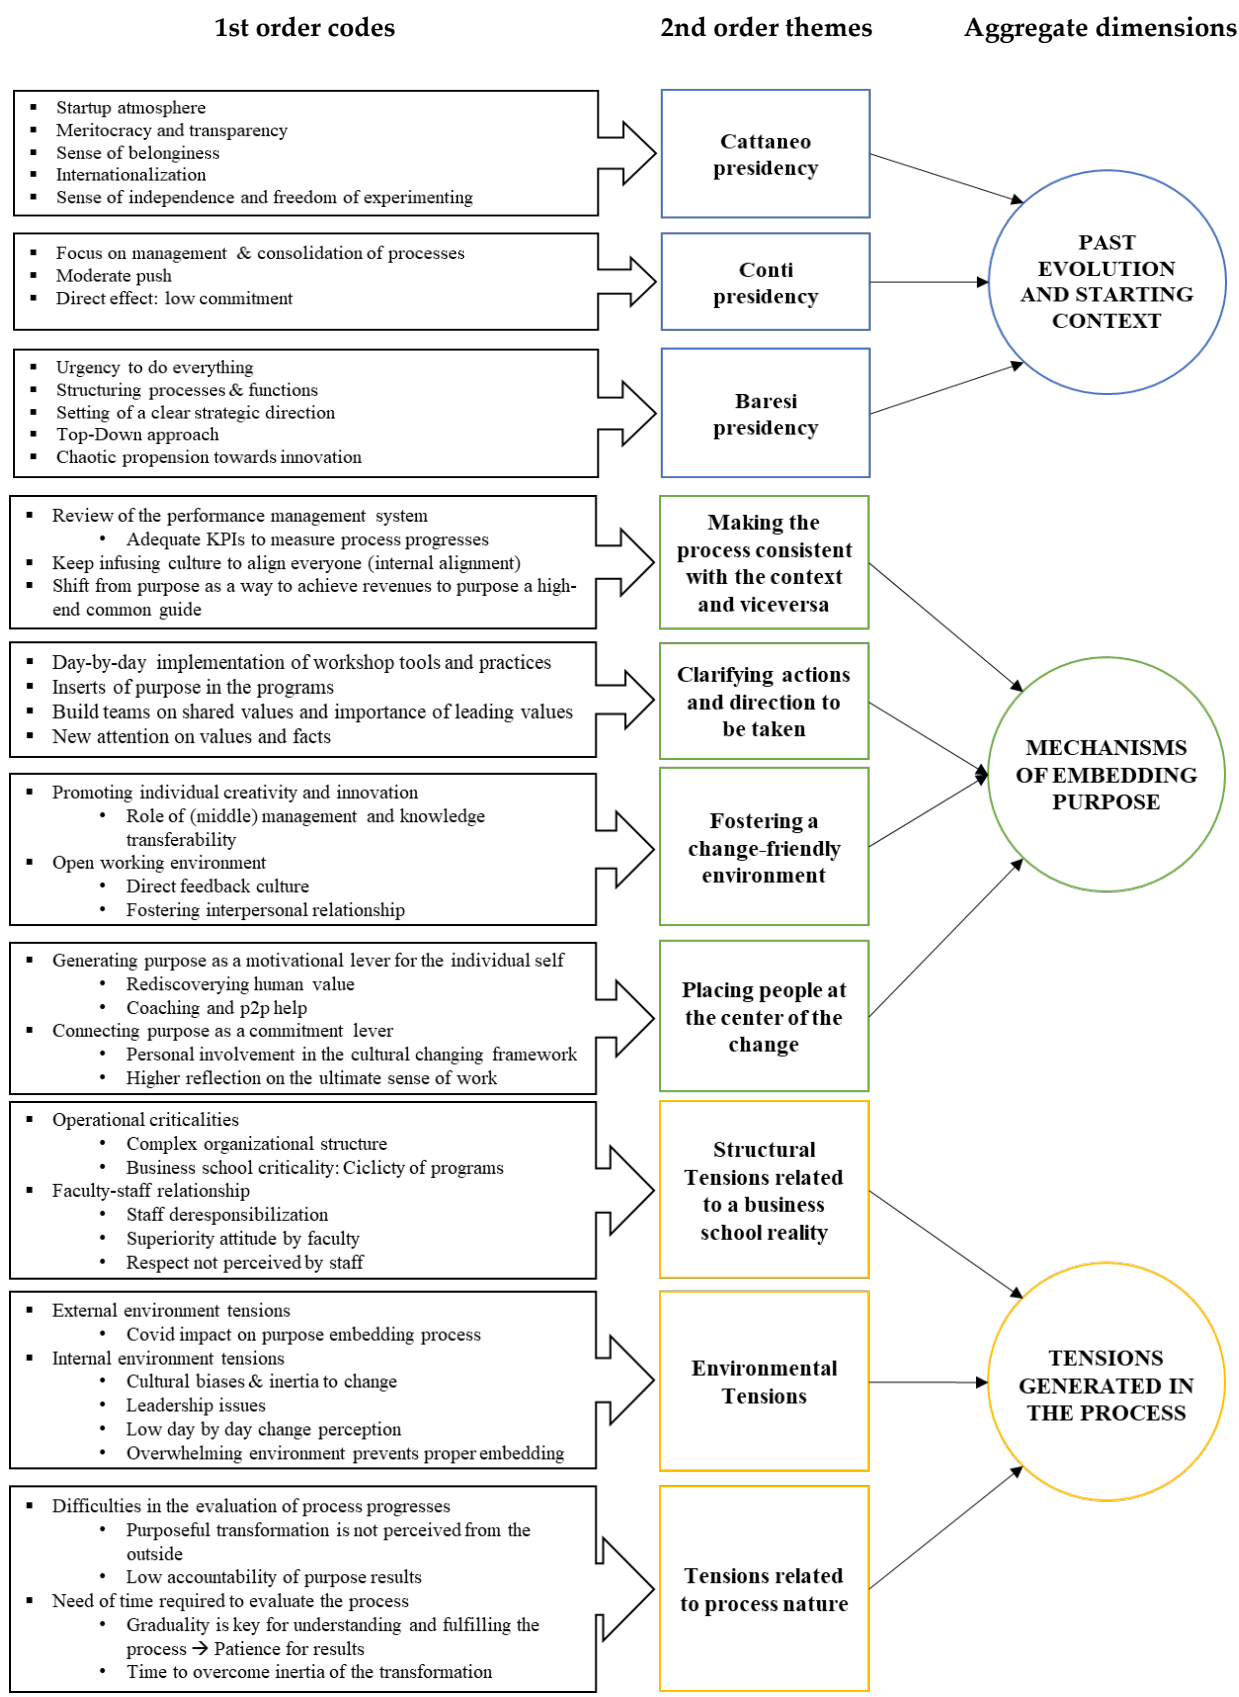 1st order codes
2nd order themes
Aggregate dimensions
▪ Startup atmosphere
▪ Meritocracy and transparency
▪ Sense of belonginess
▪ Internationalization
▪ Sense of independence and freedom of experimenting
Cattaneo
presidency
▪ Focus on management & consolidation of processes
▪ Moderate push
▪ Direct effect: low commitment
Conti
presidency
▪ Urgency to do everything
▪ Structuring processes & functions
▪ Setting of a clear strategic direction
▪ Top-Down approach
▪ Chaotic propension towards innovation
Baresi
presidency
PAST
EVOLUTION
AND STARTING
CONTEXT
▪ Review of the performance management system
• Adequate KPIs to measure process progresses
▪ Keep infusing culture to align everyone (internal alignment)
▪ Shift from purpose as a way to achieve revenues to purpose a high-
end common guide
Making the
process consistent
with the context
and viceversa
▪ Day-by-day implementation of workshop tools and practices
▪ Inserts of purpose in the programs
▪ Build teams on shared values and importance of leading values
▪ New attention on values and facts
Clarifying actions
and direction to
be taken
▪ Promoting individual creativity and innovation
• Role of (middle) management and knowledge
transferability
▪ Open working environment
• Direct feedback culture
• Fostering interpersonal relationship
Fostering a
change-friendly
environment
▪ Generating purpose as a motivational lever for the individual self
• Rediscoverying human value
• Coaching and p2p help
▪ Connecting purpose as a commitment lever
• Personal involvement in the cultural changing framework
• Higher reflection on the ultimate sense of work
Placing people at
the center of the
change
MECHANISMS
OF EMBEDDING
PURPOSE
▪ Operational criticalities
• Complex organizational structure
• Business school criticality: Ciclicty of programs
▪ Faculty-staff relationship
• Staff deresponsibilization
• Superiority attitude by faculty
• Respect not perceived by staff
Structural
Tensions related
to a business
school reality
▪ External environment tensions
• Covid impact on purpose embedding process
▪ Internal environment tensions
• Cultural biases & inertia to change
• Leadership issues
• Low day by day change perception
• Overwhelming environment prevents proper embedding
Environmental
Tensions
▪ Difficulties in the evaluation of process progresses
• Purposeful transformation is not perceived from the
outside
• Low accountability of purpose results
▪ Need of time required to evaluate the process
• Graduality is key for understanding and fulfilling the
process → Patience for results
• Time to overcome inertia of the transformation
Tensions related
to process nature
TENSIONS
GENERATED IN
THE PROCESS